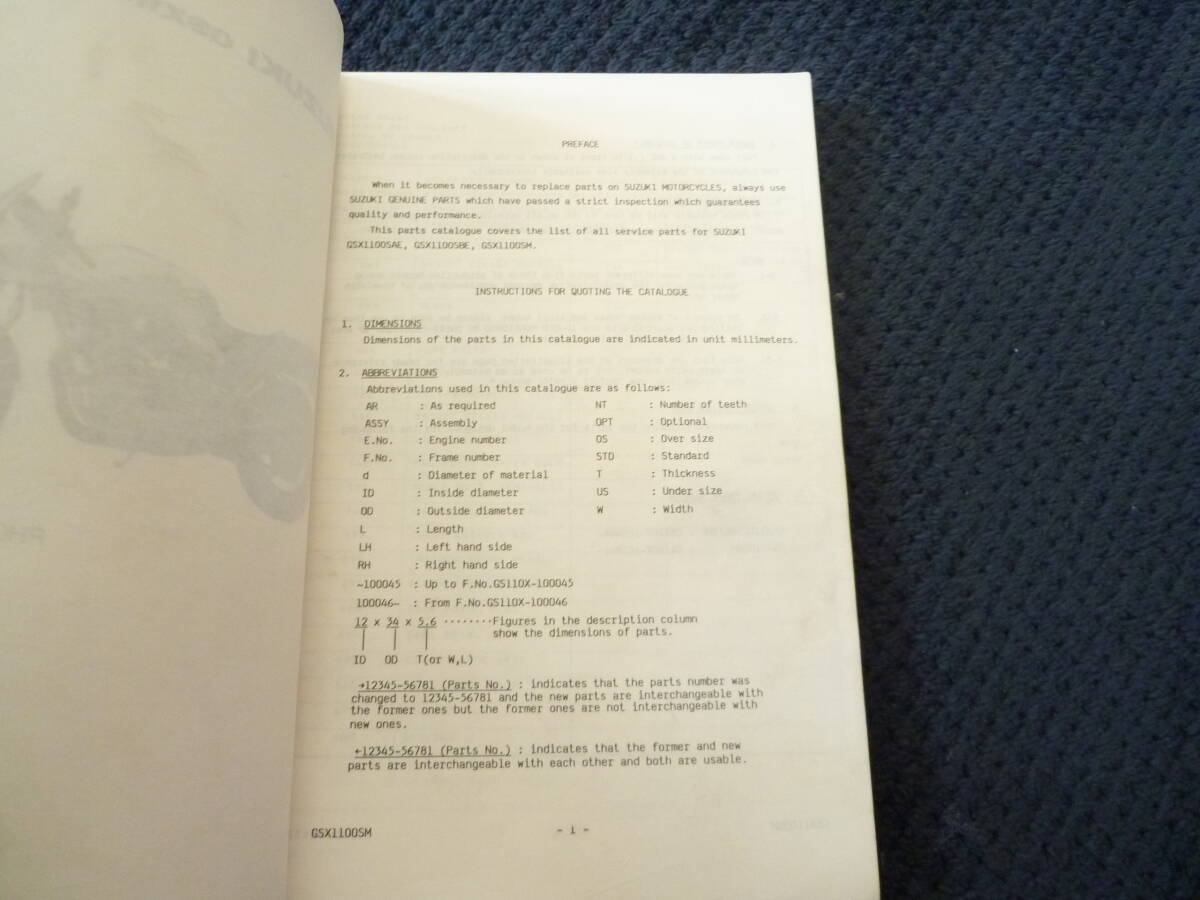 PREFACE
When it becomes necessary to replace parts on SUZUKI MOTORCYCLES, always use
SUZUKI GENUINE PARTS which have passed a strict inspection which guarantees
quality and performance.
This parts catalogue covers the list of all service parts for SUZUKI
GSX1100SAE, GSX1100SBE, GSX1100SM.
INSTRUCTIONS FOR QUOTING THE CATALOGUE
1. DIMENSIONS
Dimensions of the parts in this catalogue are indicated in unit millimeters.
2. ABBREVIATIONS
Abbreviations used in this catalogue are as follows:
AR : As required NT : Number of teeth
ASSY : Assembly OPT : Optional
E.No. : Engine number OS : Over size
F.No. : Frame number STD : Standard
d : Diameter of material T : Thickness
ID : Inside diameter US : Under size
OD : Outside diameter W : Width
L : Length
LH : Left hand side
RH : Right hand side
~100045 : Up to F.No.GS110X-100045
100046~ : From F.No.GS110X-100046
12 x 34 x 5.6 ········Figures in the description column
show the dimensions of parts.
ID OD T(or W,L)
→12345-56781 (Parts No.) : indicates that the parts number was
changed to 12345-56781 and the new parts are interchangeable with
the former ones but the former ones are not interchangeable with
new ones.
←12345-56781 (Parts No.) : indicates that the former and new
parts are interchangeable with each other and both are usable.
GSX1100SM - 1 -